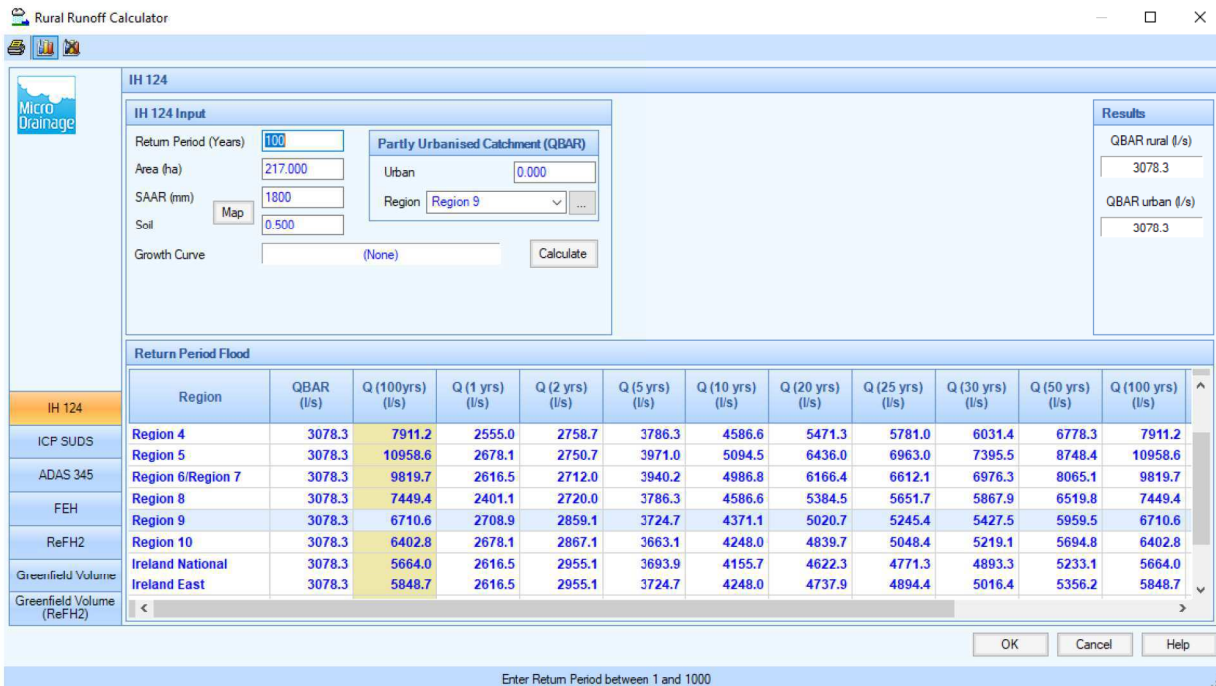 Rural Runoff Calculator
Micro
Drainage
IH 124
ICP SUDS
ADAS 345
FEH
ReFH2
Greenfield Volume
Greenfield Volume
(ReFH2)
IH 124
IH 124 Input
Return Period (Years) 100
Area (ha) 217.000
SAAR (mm) 1800
Map
Soil 0.500
Growth Curve (None)
Partly Urbanised Catchment (QBAR)
Urban 0.000
Region Region 9 ...
Calculate
Results
QBAR rural (l/s)
3078.3
QBAR urban (l/s)
3078.3
Return Period Flood
Region QBAR (l/s) Q (100yrs) (l/s) Q (1 yrs) (l/s) Q (2 yrs) (l/s) Q (5 yrs) (l/s) Q (10 yrs) (l/s) Q (20 yrs) (l/s) Q (25 yrs) (l/s) Q (30 yrs) (l/s) Q (50 yrs) (l/s) Q (100 yrs) (l/s)
Region 4 3078.3 7911.2 2555.0 2758.7 3786.3 4586.6 5471.3 5781.0 6031.4 6778.3 7911.2
Region 5 3078.3 10958.6 2678.1 2750.7 3971.0 5094.5 6436.0 6963.0 7395.5 8748.4 10958.6
Region 6/Region 7 3078.3 9819.7 2616.5 2712.0 3940.2 4986.8 6166.4 6612.1 6976.3 8065.1 9819.7
Region 8 3078.3 7449.4 2401.1 2720.0 3786.3 4586.6 5384.5 5651.7 5867.9 6519.8 7449.4
Region 9 3078.3 6710.6 2708.9 2859.1 3724.7 4371.1 5020.7 5245.4 5427.5 5959.5 6710.6
Region 10 3078.3 6402.8 2678.1 2867.1 3663.1 4248.0 4839.7 5048.4 5219.1 5694.8 6402.8
Ireland National 3078.3 5664.0 2616.5 2955.1 3693.9 4155.7 4622.3 4771.3 4893.3 5233.1 5664.0
Ireland East 3078.3 5848.7 2616.5 2955.1 3724.7 4248.0 4737.9 4894.4 5016.4 5356.2 5848.7
OK Cancel Help
Enter Return Period between 1 and 1000